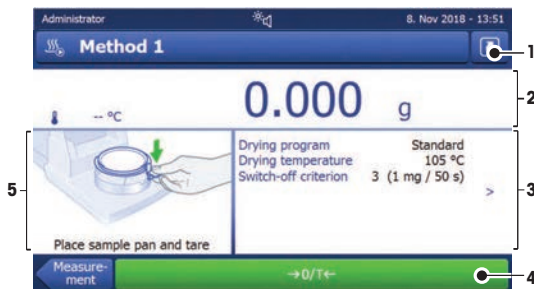 Administrator 8. Nov 2018 - 13:51
Method 1
1
-- °C 0.000 g
2
Drying program Standard
Drying temperature 105 °C
Switch-off criterion 3 (1 mg / 50 s)
>
3
5
Place sample pan and tare
Measure-
ment
→0/T←
4